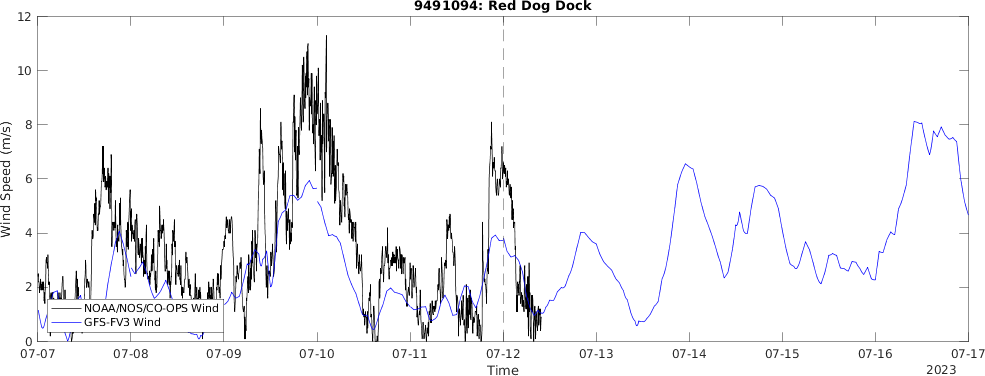 9491094: Red Dog Dock
Wind Speed (m/s)
12
10
8
6
4
2
0
NOAA/NOS/CO-OPS Wind
GFS-FV3 Wind
07-07 07-08 07-09 07-10 07-11 07-12 07-13 07-14 07-15 07-16 07-17
Time
2023